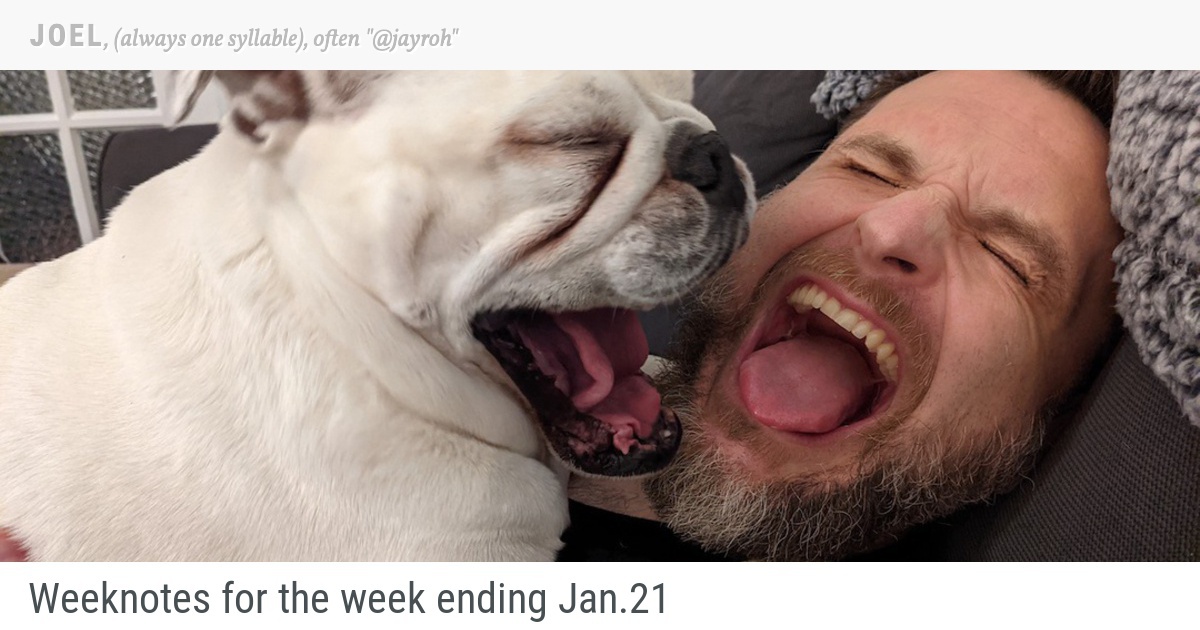 JOEL, (always one syllable), often "@jayroh"
Weeknotes for the week ending Jan.21